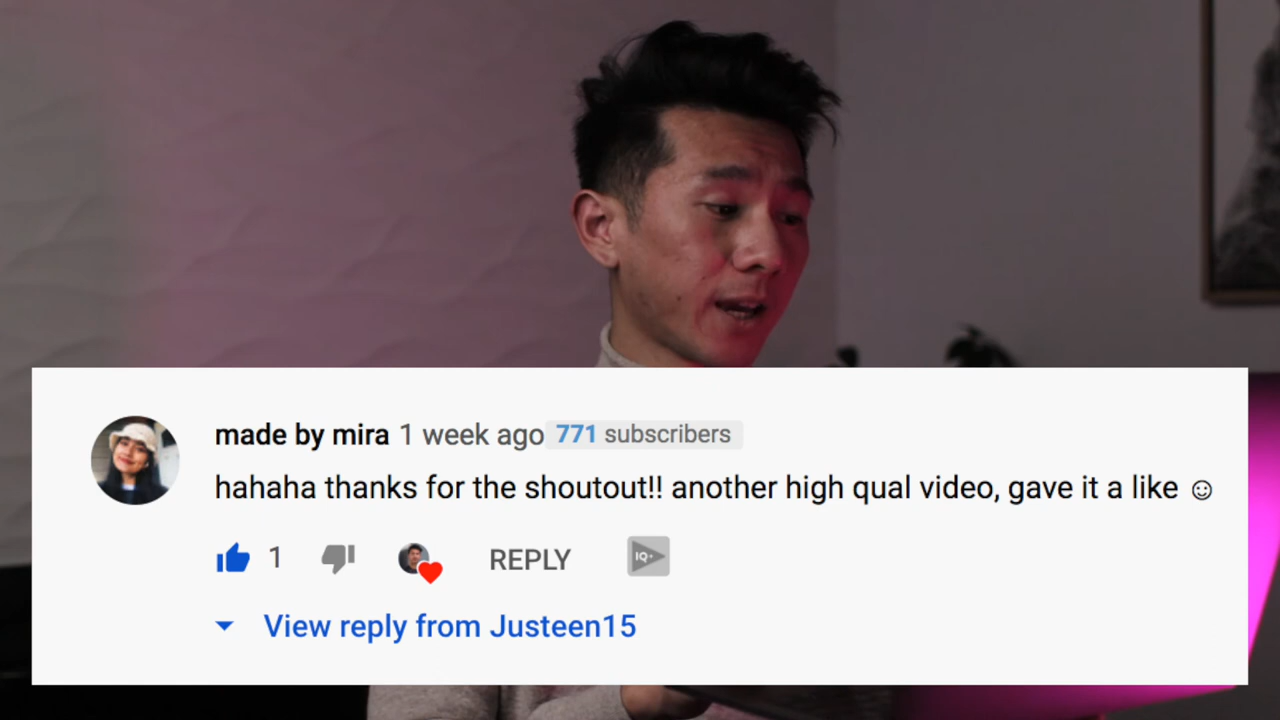 made by mira 1 week ago 771 subscribers
hahaha thanks for the shoutout!! another high qual video, gave it a like ☺
1 REPLY IQ+
View reply from Justeen15